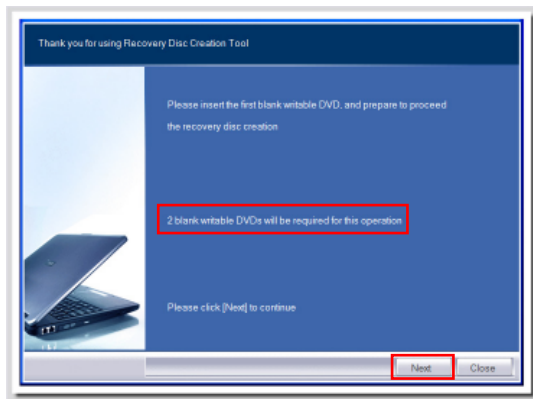 Thank you for using Recovery Disc Creation Tool
Please insert the first blank writable DVD, and prepare to proceed
the recovery disc creation
2 blank writable DVDs will be required for this operation
Please click [Next] to continue
Next
Close